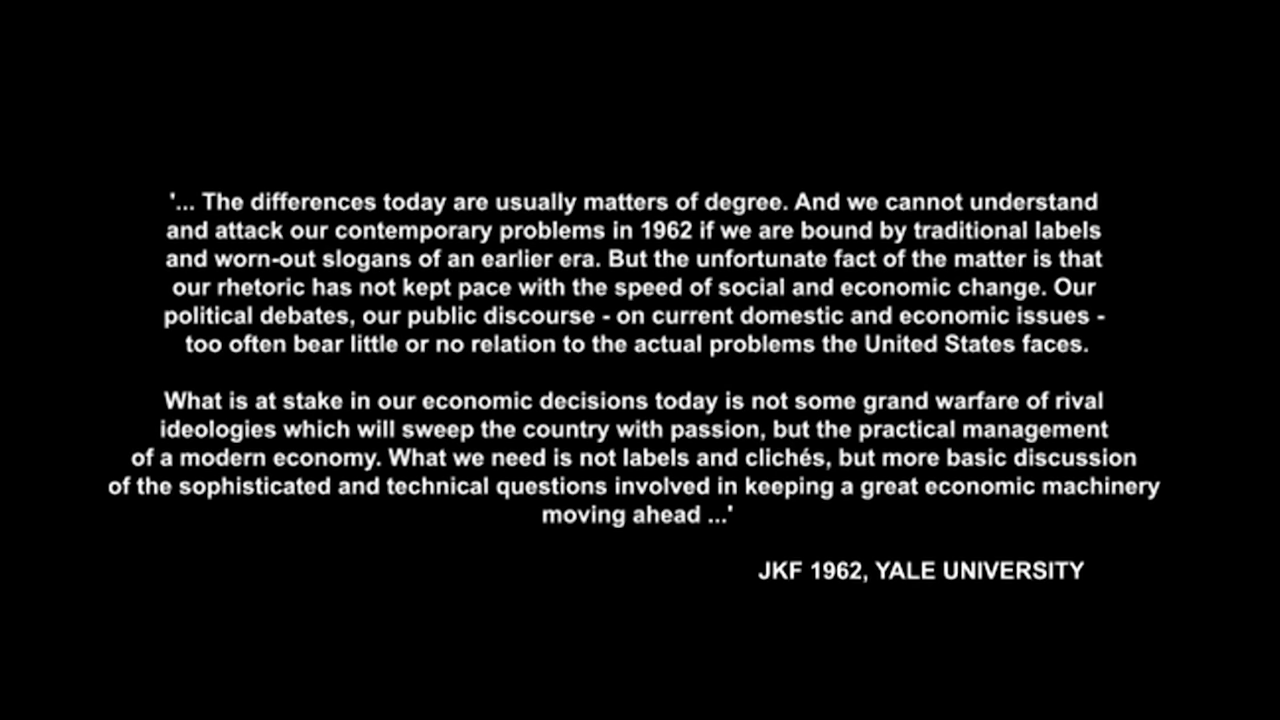 '... The differences today are usually matters of degree. And we cannot understand
and attack our contemporary problems in 1962 if we are bound by traditional labels
and worn-out slogans of an earlier era. But the unfortunate fact of the matter is that
our rhetoric has not kept pace with the speed of social and economic change. Our
political debates, our public discourse - on current domestic and economic issues -
too often bear little or no relation to the actual problems the United States faces.
What is at stake in our economic decisions today is not some grand warfare of rival
ideologies which will sweep the country with passion, but the practical management
of a modern economy. What we need is not labels and clichés, but more basic discussion
of the sophisticated and technical questions involved in keeping a great economic machinery
moving ahead ...'
JKF 1962, YALE UNIVERSITY